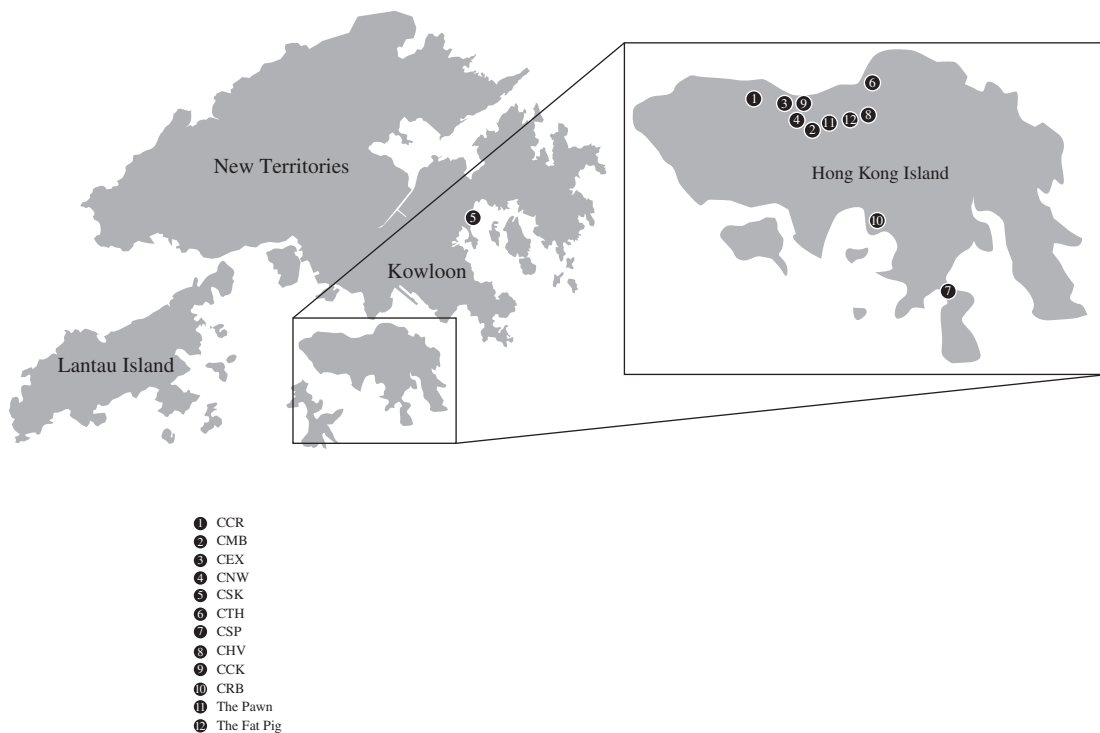 New Territories
Kowloon
Lantau Island
Hong Kong Island
1
3
9
6
4
2
11
12
8
10
7
5
1 CCR
2 CMB
3 CEX
4 CNW
5 CSK
6 CTH
7 CSP
8 CHV
9 CCK
10 CRB
11 The Pawn
12 The Fat Pig